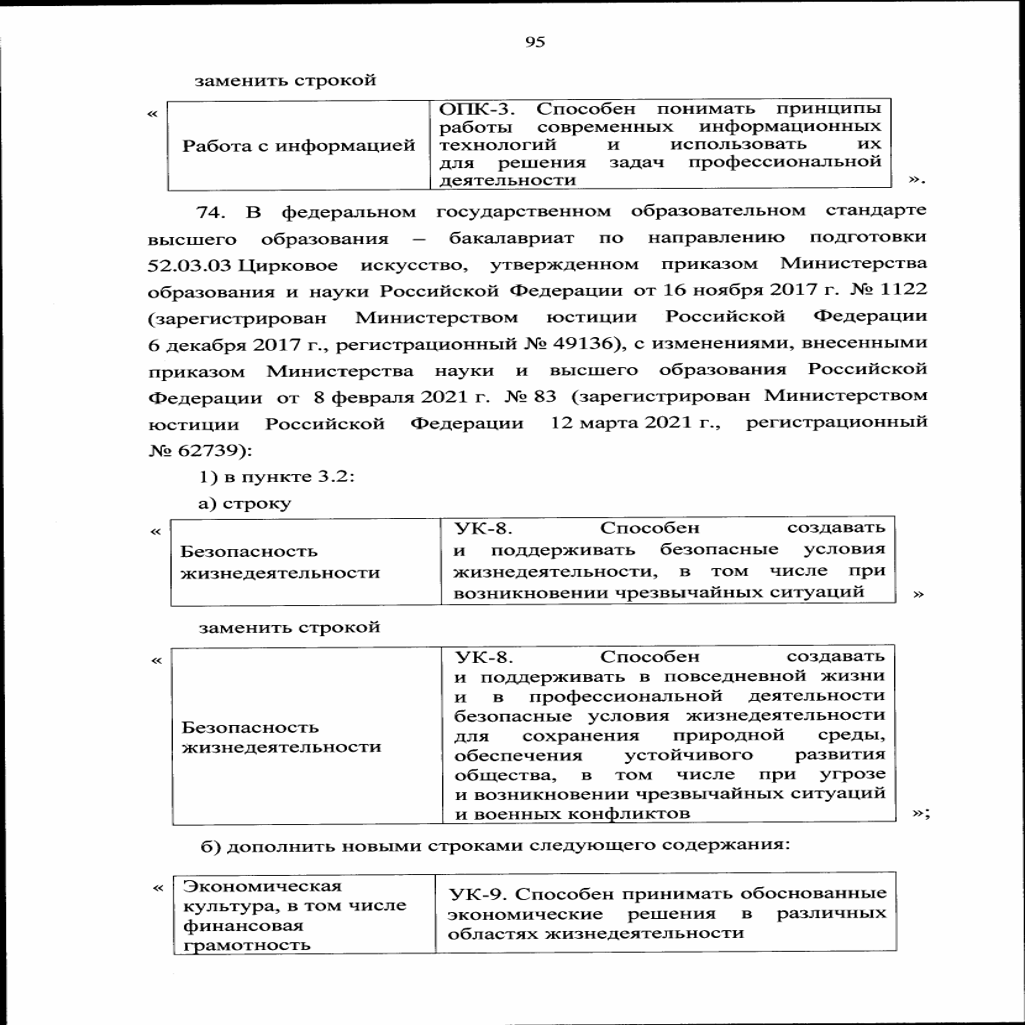 95
заменить строкой
«
Работа с информацией
ОПК-3. Способен понимать принципы
работы современных информационных
технологий и использовать их
для решения задач профессиональной
деятельности
».
74. В федеральном государственном образовательном стандарте
высшего образования – бакалавриат по направлению подготовки
52.03.03 Цирковое искусство, утвержденном приказом Министерства
образования и науки Российской Федерации от 16 ноября 2017 г. № 1122
(зарегистрирован Министерством юстиции Российской Федерации
6 декабря 2017 г., регистрационный № 49136), с изменениями, внесенными
приказом Министерства науки и высшего образования Российской
Федерации от 8 февраля 2021 г. № 83 (зарегистрирован Министерством
юстиции Российской Федерации 12 марта 2021 г., регистрационный
№ 62739):
1) в пункте 3.2:
а) строку
«
Безопасность
жизнедеятельности
УК-8. Способен создавать
и поддерживать безопасные условия
жизнедеятельности, в том числе при
возникновении чрезвычайных ситуаций
»
заменить строкой
«
Безопасность
жизнедеятельности
УК-8. Способен создавать
и поддерживать в повседневной жизни
и в профессиональной деятельности
безопасные условия жизнедеятельности
для сохранения природной среды,
обеспечения устойчивого развития
общества, в том числе при угрозе
и возникновении чрезвычайных ситуаций
и военных конфликтов
»;
б) дополнить новыми строками следующего содержания:
«
Экономическая
культура, в том числе
финансовая
грамотность
УК-9. Способен принимать обоснованные
экономические решения в различных
областях жизнедеятельности